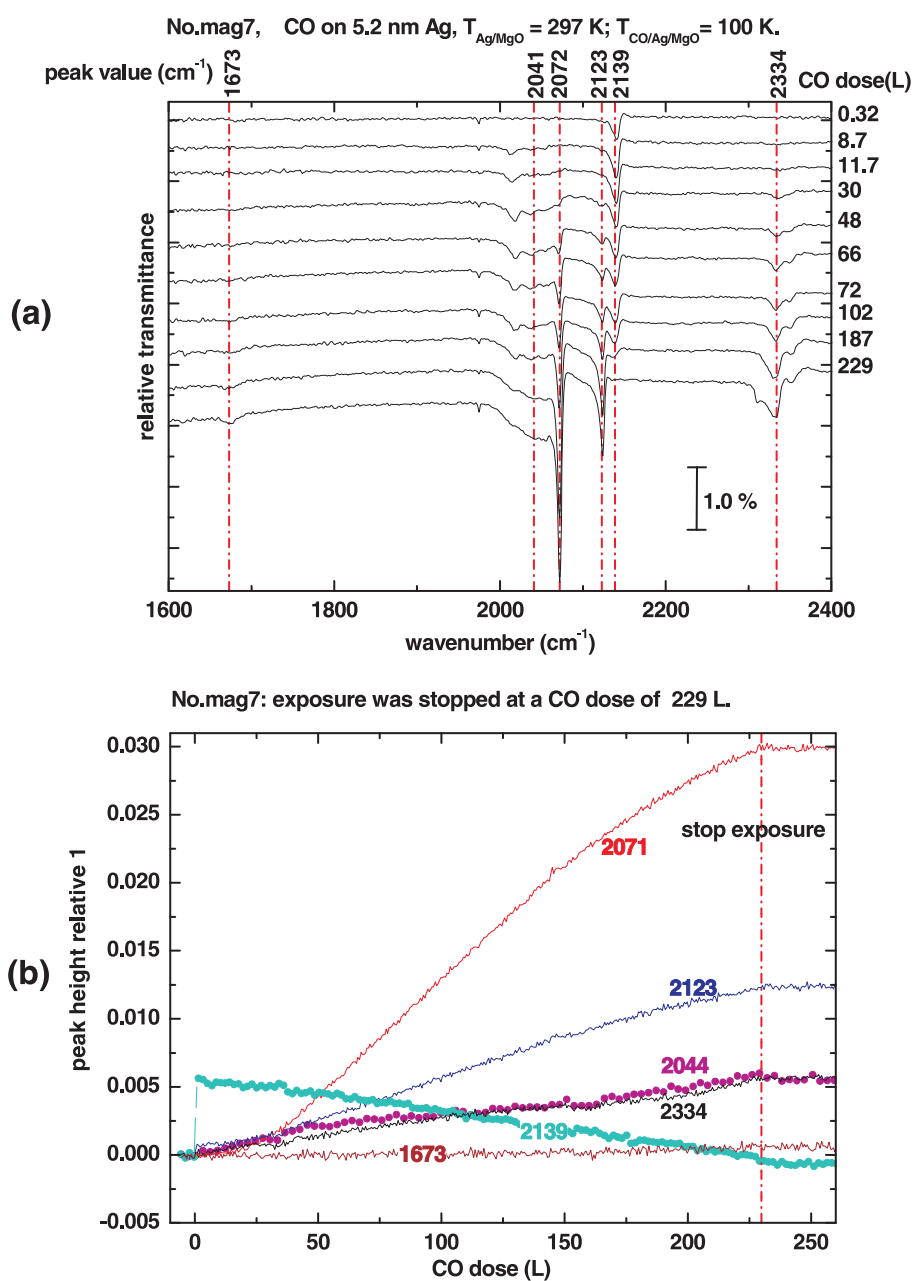 No.mag7, CO on 5.2 nm Ag, T_Ag/MgO = 297 K; T_CO/Ag/MgO = 100 K.
peak value (cm⁻¹) 1673 2041 2072 2123 2139 2334 CO dose(L)
0.32
8.7
11.7
30
48
66
72
102
187
229
(a)
relative transmittance
1.0 %
1600 1800 2000 2200 2400
wavenumber (cm⁻¹)
No.mag7: exposure was stopped at a CO dose of 229 L.
(b)
peak height relative 1
0.030
0.025
0.020
0.015
0.010
0.005
0.000
-0.005
stop exposure
2071
2123
2044
2334
2139
1673
0 50 100 150 200 250
CO dose (L)